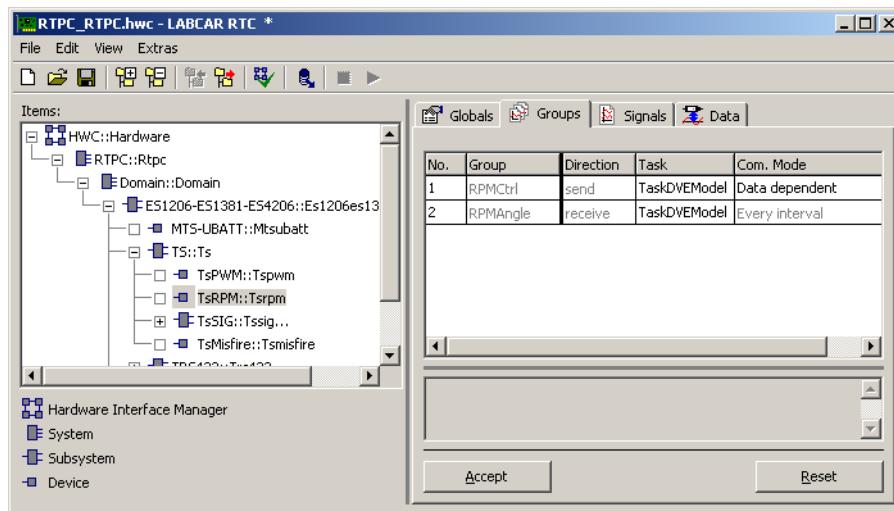 RTPC_RTPC.hwc - LABCAR RTC *
File Edit View Extras
Items:
HWC::Hardware
RTPC::Rtpc
Domain::Domain
ES1206-ES1381-ES4206::Es1206es13
MTS-UBATT::Mtsubatt
TS::Ts
TsPWM::Tspwm
TsRPM::Tsrpm
TsSIG::Tssig...
TsMisfire::Tsmisfire
Hardware Interface Manager
System
Subsystem
Device
Globals Groups Signals Data
No. Group Direction Task Com. Mode
1 RPMCtrl send TaskDVEModel Data dependent
2 RPMAngle receive TaskDVEModel Every interval
Accept Reset